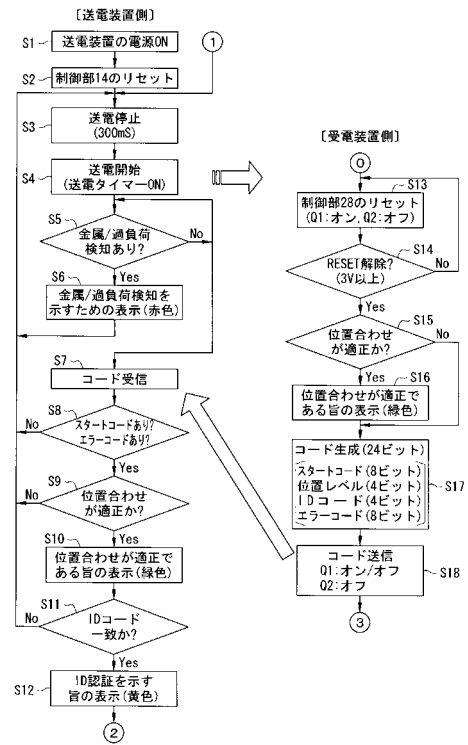 〔送電装置側〕
S1
送電装置の電源ON
1
S2
制御部14のリセット
S3
送電停止
(300mS)
S4
送電開始
(送電タイマーON)
S5
金属/過負荷
検知あり?
No
Yes
S6
金属/過負荷検知を
示すための表示(赤色)
S7
コード受信
S8
スタートコードあり?
エラーコードあり?
No
Yes
S9
位置合わせ
が適正か?
No
Yes
S10
位置合わせが適正で
ある旨の表示(緑色)
S11
IDコード
一致か?
No
Yes
S12
ID認証を示す
旨の表示(黄色)
2
〔受電装置側〕
0
S13
制御部28のリセット
(Q1:オン,Q2:オフ)
S14
RESET解除?
(3V以上)
No
Yes
S15
位置合わせ
が適正か?
No
Yes
S16
位置合わせが適正で
ある旨の表示(緑色)
コード生成(24ビット)
スタートコード(8ビット)
位置レベル(4ビット)
IDコード(4ビット)
エラーコード(8ビット)
S17
コード送信
Q1:オン/オフ
Q2:オフ
S18
3